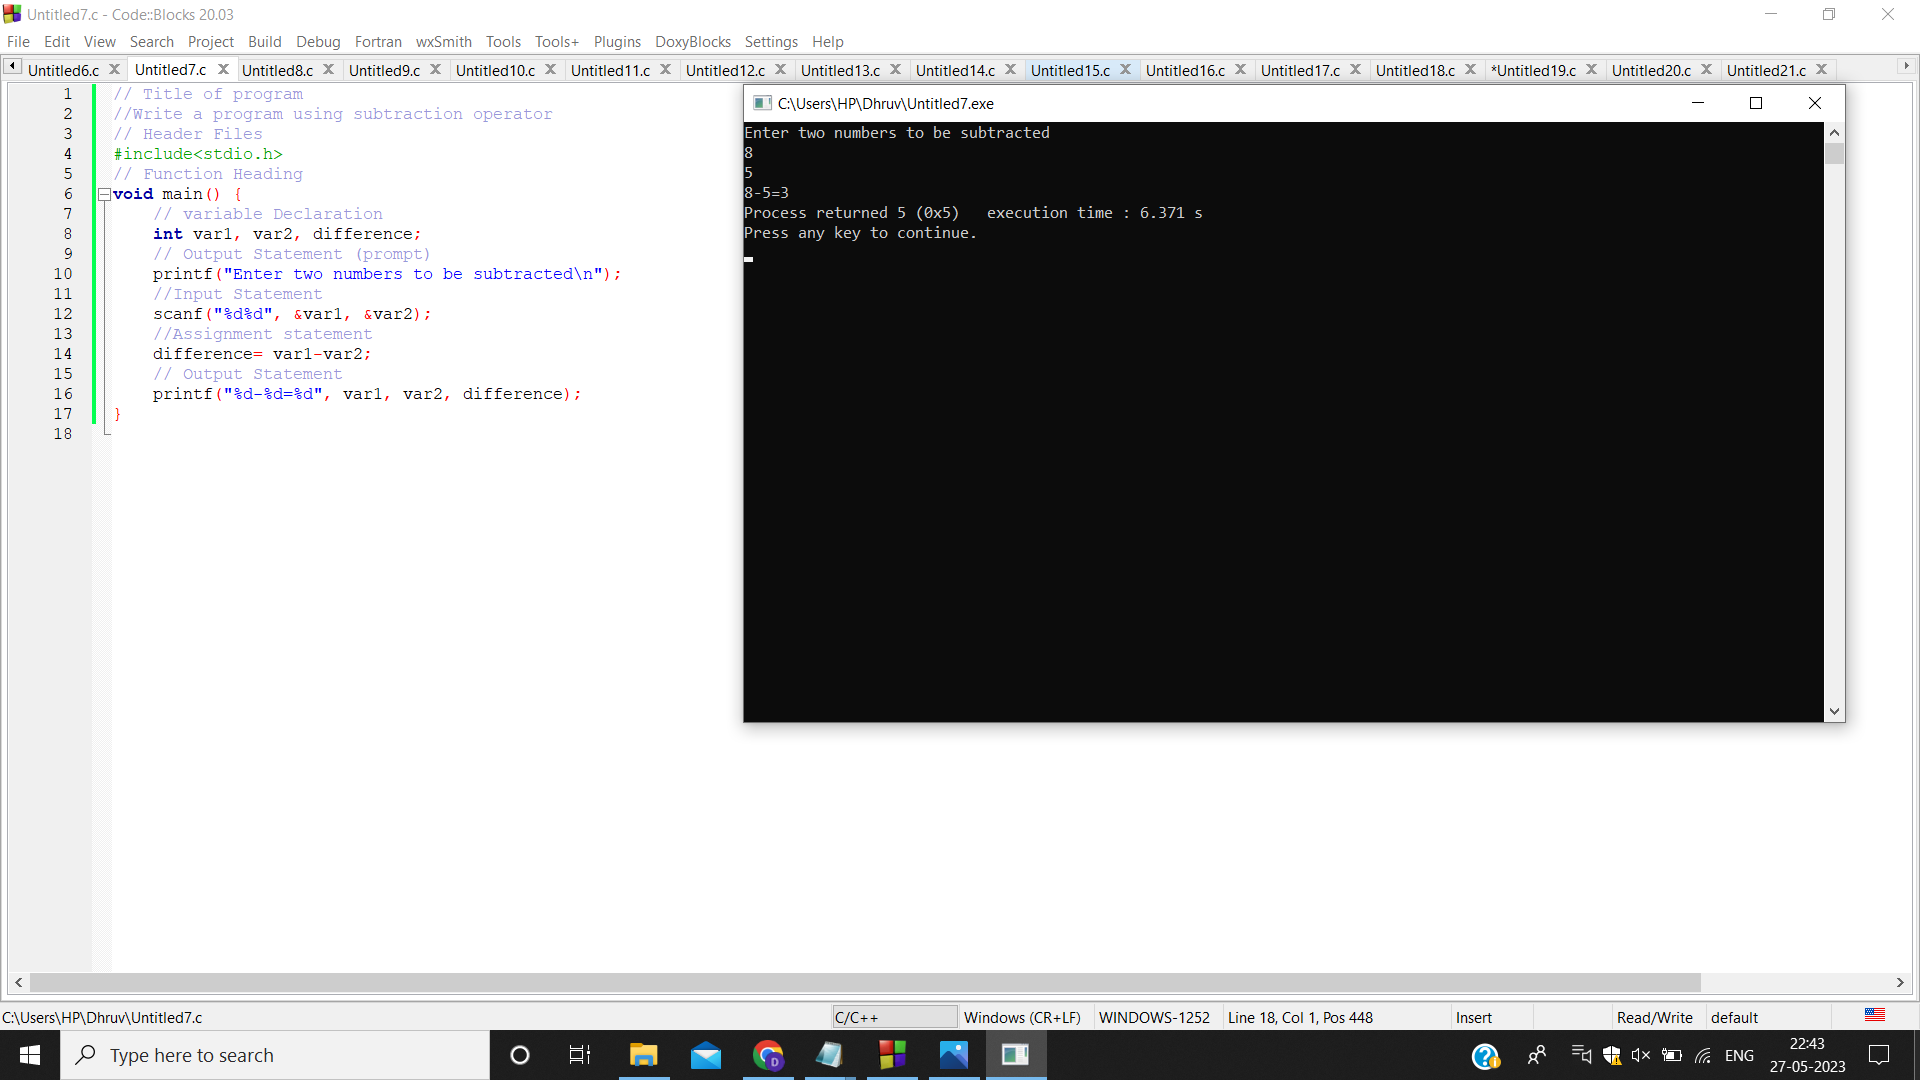 Untitled7.c - Code::Blocks 20.03
File Edit View Search Project Build Debug Fortran wxSmith Tools Tools+ Plugins DoxyBlocks Settings Help
Untitled6.c Untitled7.c Untitled8.c Untitled9.c Untitled10.c Untitled11.c Untitled12.c Untitled13.c Untitled14.c Untitled15.c Untitled16.c Untitled17.c Untitled18.c *Untitled19.c Untitled20.c Untitled21.c
1 // Title of program
2 //Write a program using subtraction operator
3 // Header Files
4 #include<stdio.h>
5 // Function Heading
6 void main() {
7 // variable Declaration
8 int var1, var2, difference;
9 // Output Statement (prompt)
10 printf("Enter two numbers to be subtracted\n");
11 //Input Statement
12 scanf("%d%d", &var1, &var2);
13 //Assignment statement
14 difference= var1-var2;
15 // Output Statement
16 printf("%d-%d=%d", var1, var2, difference);
17 }
18
C:\Users\HP\Dhruv\Untitled7.exe
Enter two numbers to be subtracted
8
5
8-5=3
Process returned 5 (0x5)   execution time : 6.371 s
Press any key to continue.
C:\Users\HP\Dhruv\Untitled7.c C/C++ Windows (CR+LF) WINDOWS-1252 Line 18, Col 1, Pos 448 Insert Read/Write default
Type here to search
D
ENG
22:43
27-05-2023